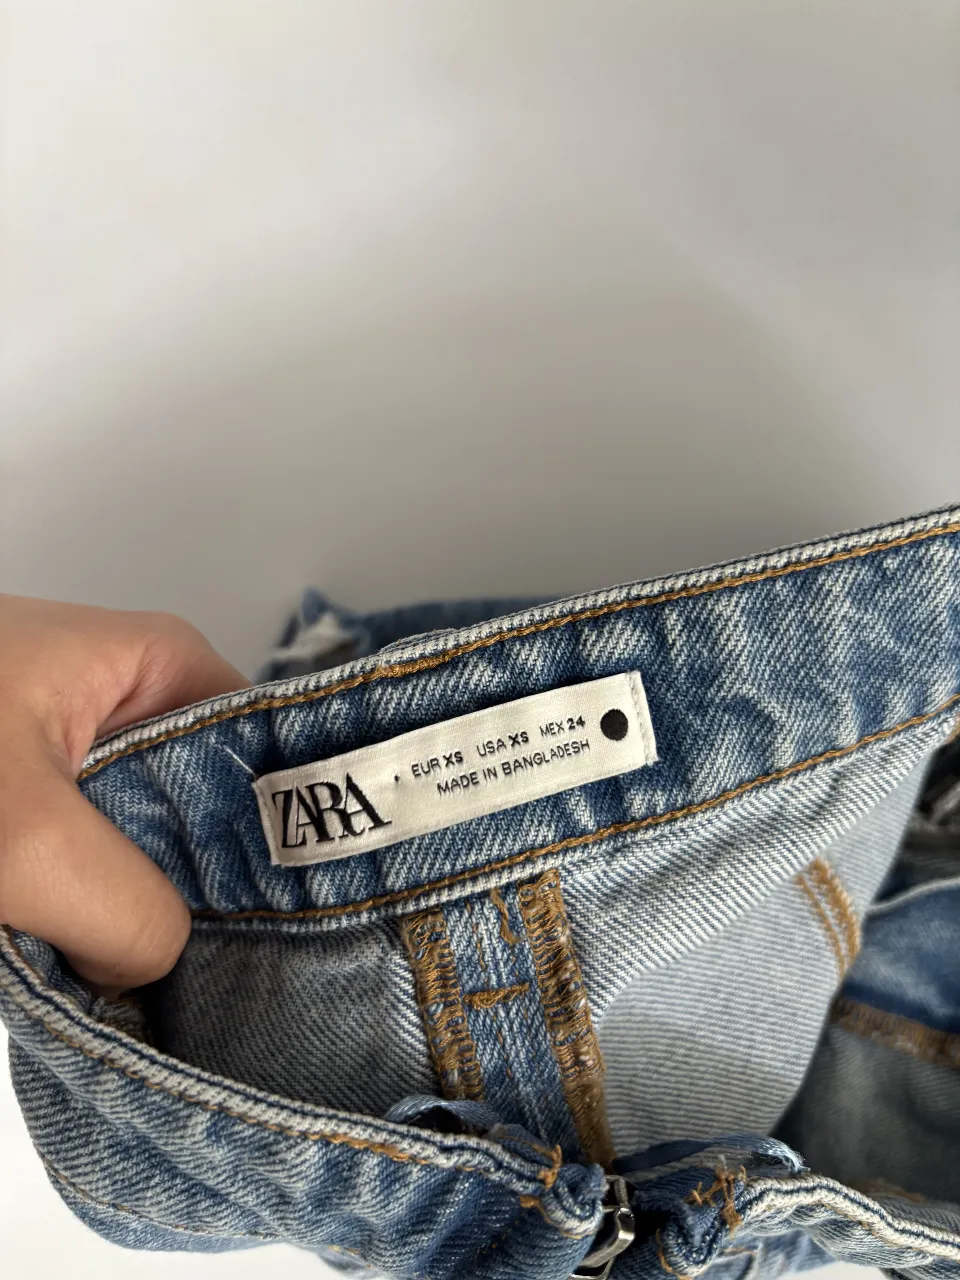 ZARA
EUR XS USA XS MEX 24
MADE IN BANGLADESH